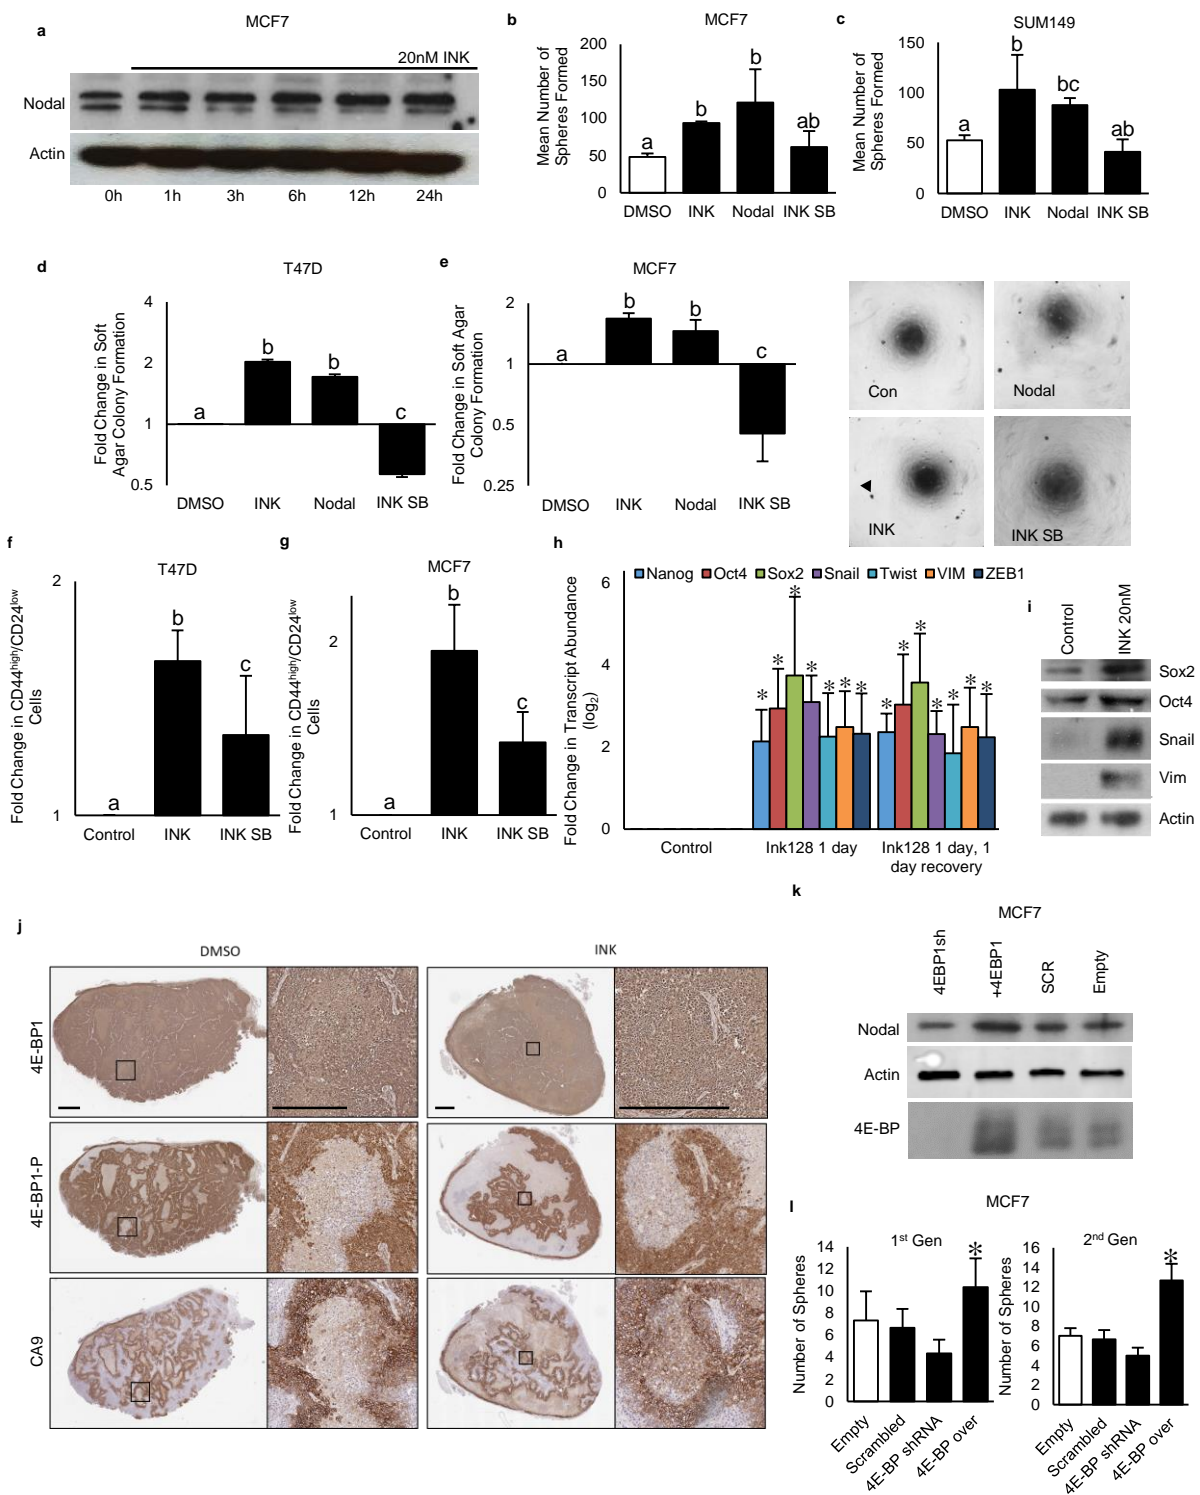 a
MCF7
20nM INK
Nodal
Actin
0h 1h 3h 6h 12h 24h
b
MCF7
Mean Number of
Spheres Formed
200
150
100
50
0
a b b ab
DMSO INK Nodal INK SB
c
SUM149
Mean Number of
Spheres Formed
150
100
50
0
a b bc ab
DMSO INK Nodal INK SB
d
T47D
Fold Change in Soft
Agar Colony Formation
4
2
1
0.5
a b b c
DMSO INK Nodal INK SB
e
MCF7
Fold Change in Soft Agar
Colony Formation
2
1
0.5
0.25
a b b c
DMSO INK Nodal INK SB
Con
Nodal
INK
INK SB
f
T47D
Fold Change in CD44high/CD24low
Cells
2
1
a b c
Control INK INK SB
g
MCF7
Fold Change in CD44high/CD24low
Cells
2
1
a b c
Control INK INK SB
h
Nanog Oct4 Sox2 Snail Twist VIM ZEB1
Fold Change in Transcript Abundance
(log2)
6
4
2
0
* * * * * * *
* * * * * * *
Control
Ink128 1 day
Ink128 1 day, 1
day recovery
i
Control
INK 20nM
Sox2
Oct4
Snail
Vim
Actin
j
DMSO
INK
4E-BP1
4E-BP1-P
CA9
k
MCF7
4EBP1sh
+4EBP1
SCR
Empty
Nodal
Actin
4E-BP
l
MCF7
1st Gen
Number of Spheres
14
12
10
8
6
4
2
0
*
Empty
Scrambled
4E-BP shRNA
4E-BP over
2nd Gen
Number of Spheres
16
14
12
10
8
6
4
2
0
*
Empty
Scrambled
4E-BP shRNA
4E-BP over